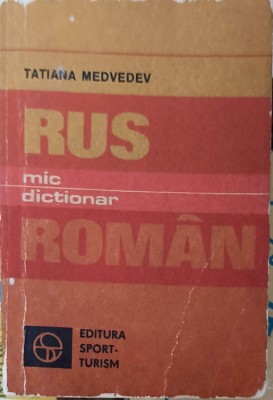 TATIANA MEDVEDEV
RUS
mic
dictionar
ROMÂN
EDITURA
SPORT-
TURISM